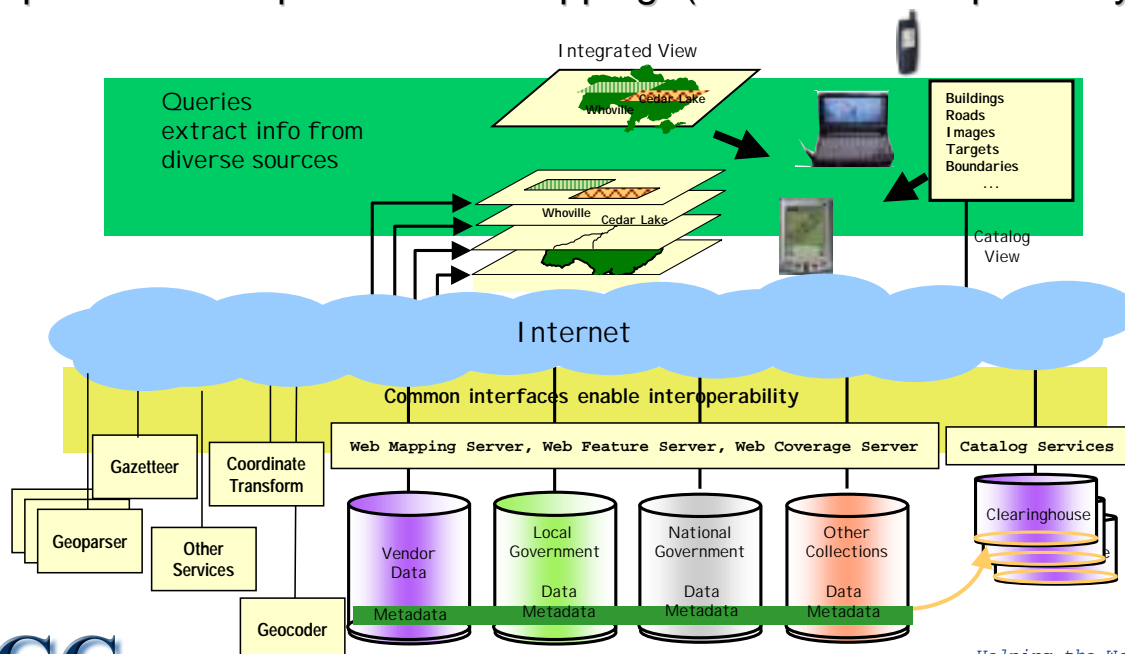 Integrated View
Queries
extract info from
diverse sources
Whoville
Cedar Lake
Buildings
Roads
Images
Targets
Boundaries
...
Whoville
Cedar Lake
Catalog
View
Internet
Common interfaces enable interoperability
Web Mapping Server, Web Feature Server, Web Coverage Server
Catalog Services
Gazetteer
Coordinate
Transform
Geoparser
Other
Services
Geocoder
Vendor
Data
Metadata
Local
Government
Data
Metadata
National
Government
Data
Metadata
Other
Collections
Data
Metadata
Clearinghouse